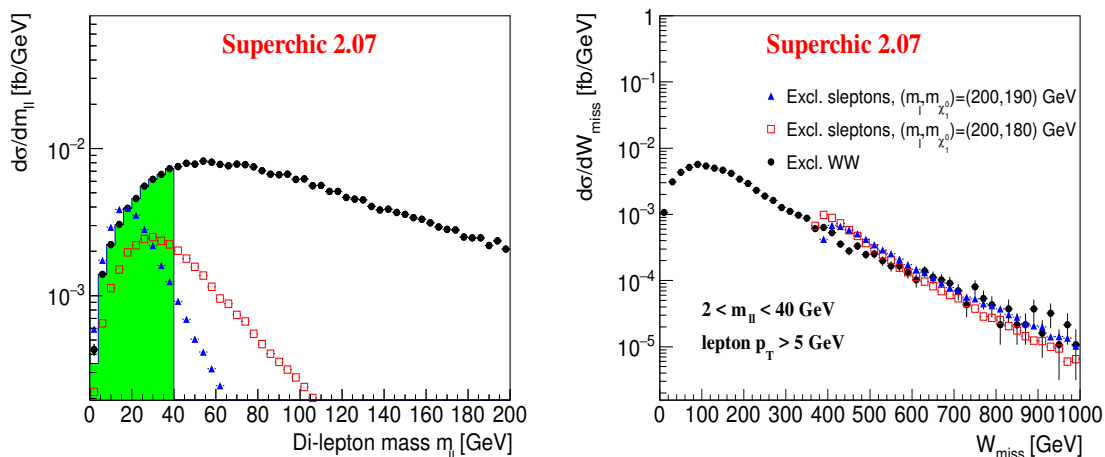 Superchic 2.07
dσ/dm_ll [fb/GeV]
10^-2
10^-3
0 20 40 60 80 100 120 140 160 180 200
Di-lepton mass m_ll [GeV]
Superchic 2.07
dσ/dW_miss [fb/GeV]
1
10^-1
10^-2
10^-3
10^-4
10^-5
Excl. sleptons, (m_l̃, m_χ̃_1^0)=(200,190) GeV
Excl. sleptons, (m_l̃, m_χ̃_1^0)=(200,180) GeV
Excl. WW
2 < m_ll < 40 GeV
lepton p_T > 5 GeV
0 100 200 300 400 500 600 700 800 900 1000
W_miss [GeV]